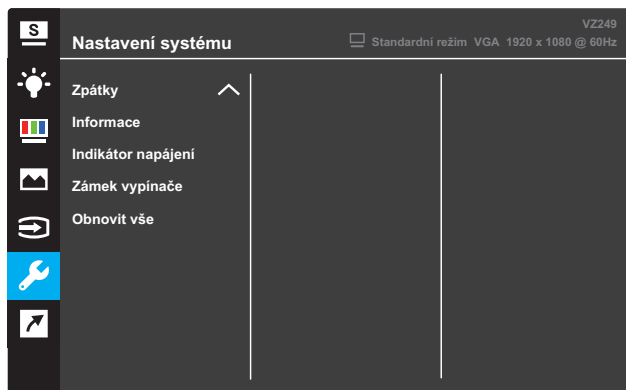 S
VZ249
Nastavení systému
Standardní režim VGA 1920 x 1080 @ 60Hz
Zpátky
Informace
Indikátor napájení
Zámek vypínače
Obnovit vše